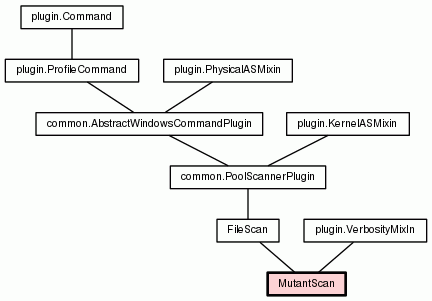 plugin.Command
plugin.ProfileCommand
plugin.PhysicalASMixin
common.AbstractWindowsCommandPlugin
plugin.KernelASMixin
common.PoolScannerPlugin
FileScan
plugin.VerbosityMixIn
MutantScan